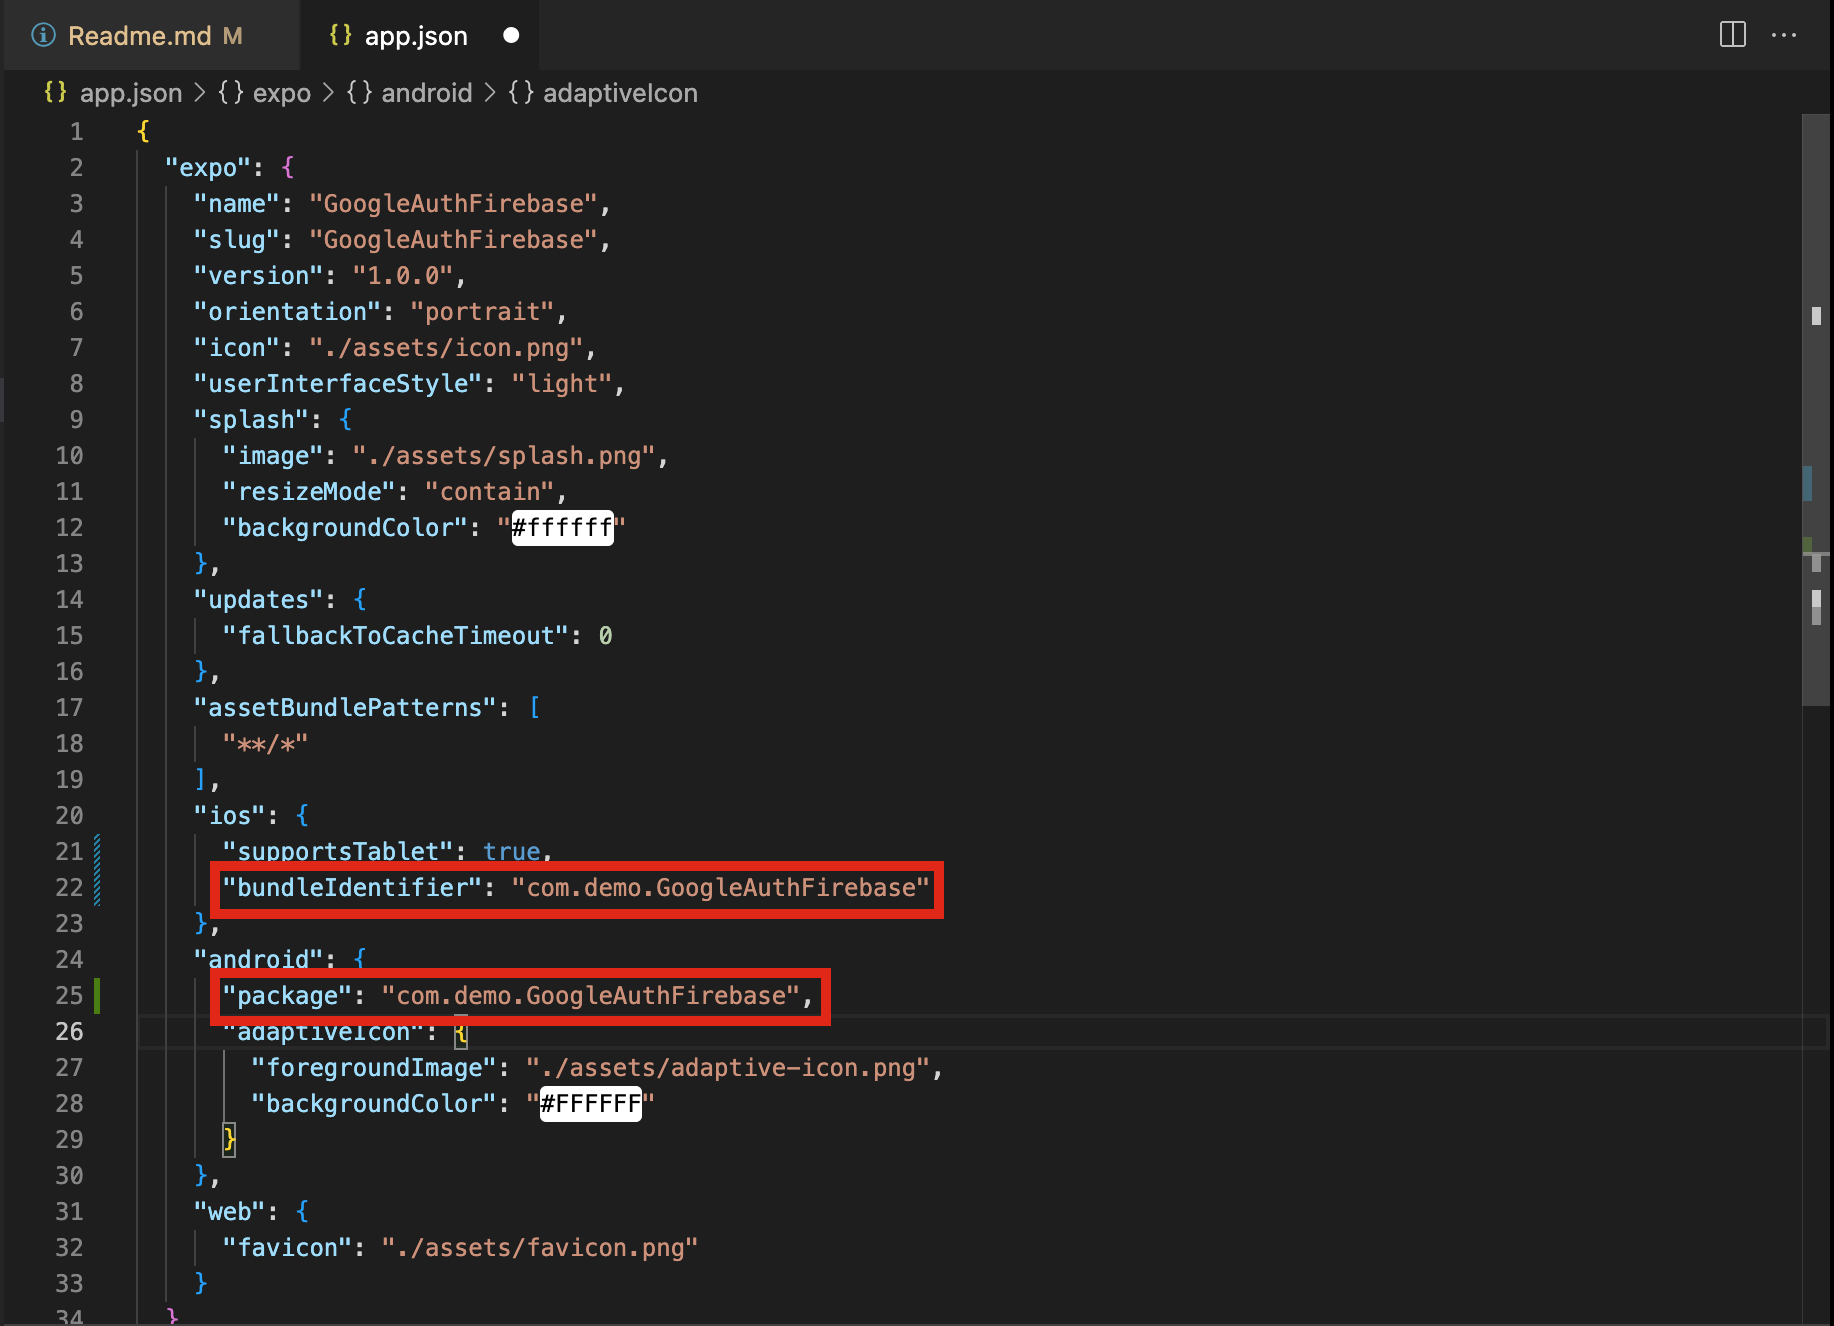 Readme.md M
{} app.json
{} app.json > {} expo > {} android > {} adaptiveIcon
1 {
2 "expo": {
3 "name": "GoogleAuthFirebase",
4 "slug": "GoogleAuthFirebase",
5 "version": "1.0.0",
6 "orientation": "portrait",
7 "icon": "./assets/icon.png",
8 "userInterfaceStyle": "light",
9 "splash": {
10 "image": "./assets/splash.png",
11 "resizeMode": "contain",
12 "backgroundColor": "#ffffff"
13 },
14 "updates": {
15 "fallbackToCacheTimeout": 0
16 },
17 "assetBundlePatterns": [
18 "**/*"
19 ],
20 "ios": {
21 "supportsTablet": true,
22 "bundleIdentifier": "com.demo.GoogleAuthFirebase"
23 },
24 "android": {
25 "package": "com.demo.GoogleAuthFirebase",
26 "adaptiveIcon": {
27 "foregroundImage": "./assets/adaptive-icon.png",
28 "backgroundColor": "#FFFFFF"
29 }
30 },
31 "web": {
32 "favicon": "./assets/favicon.png"
33 }
34 }